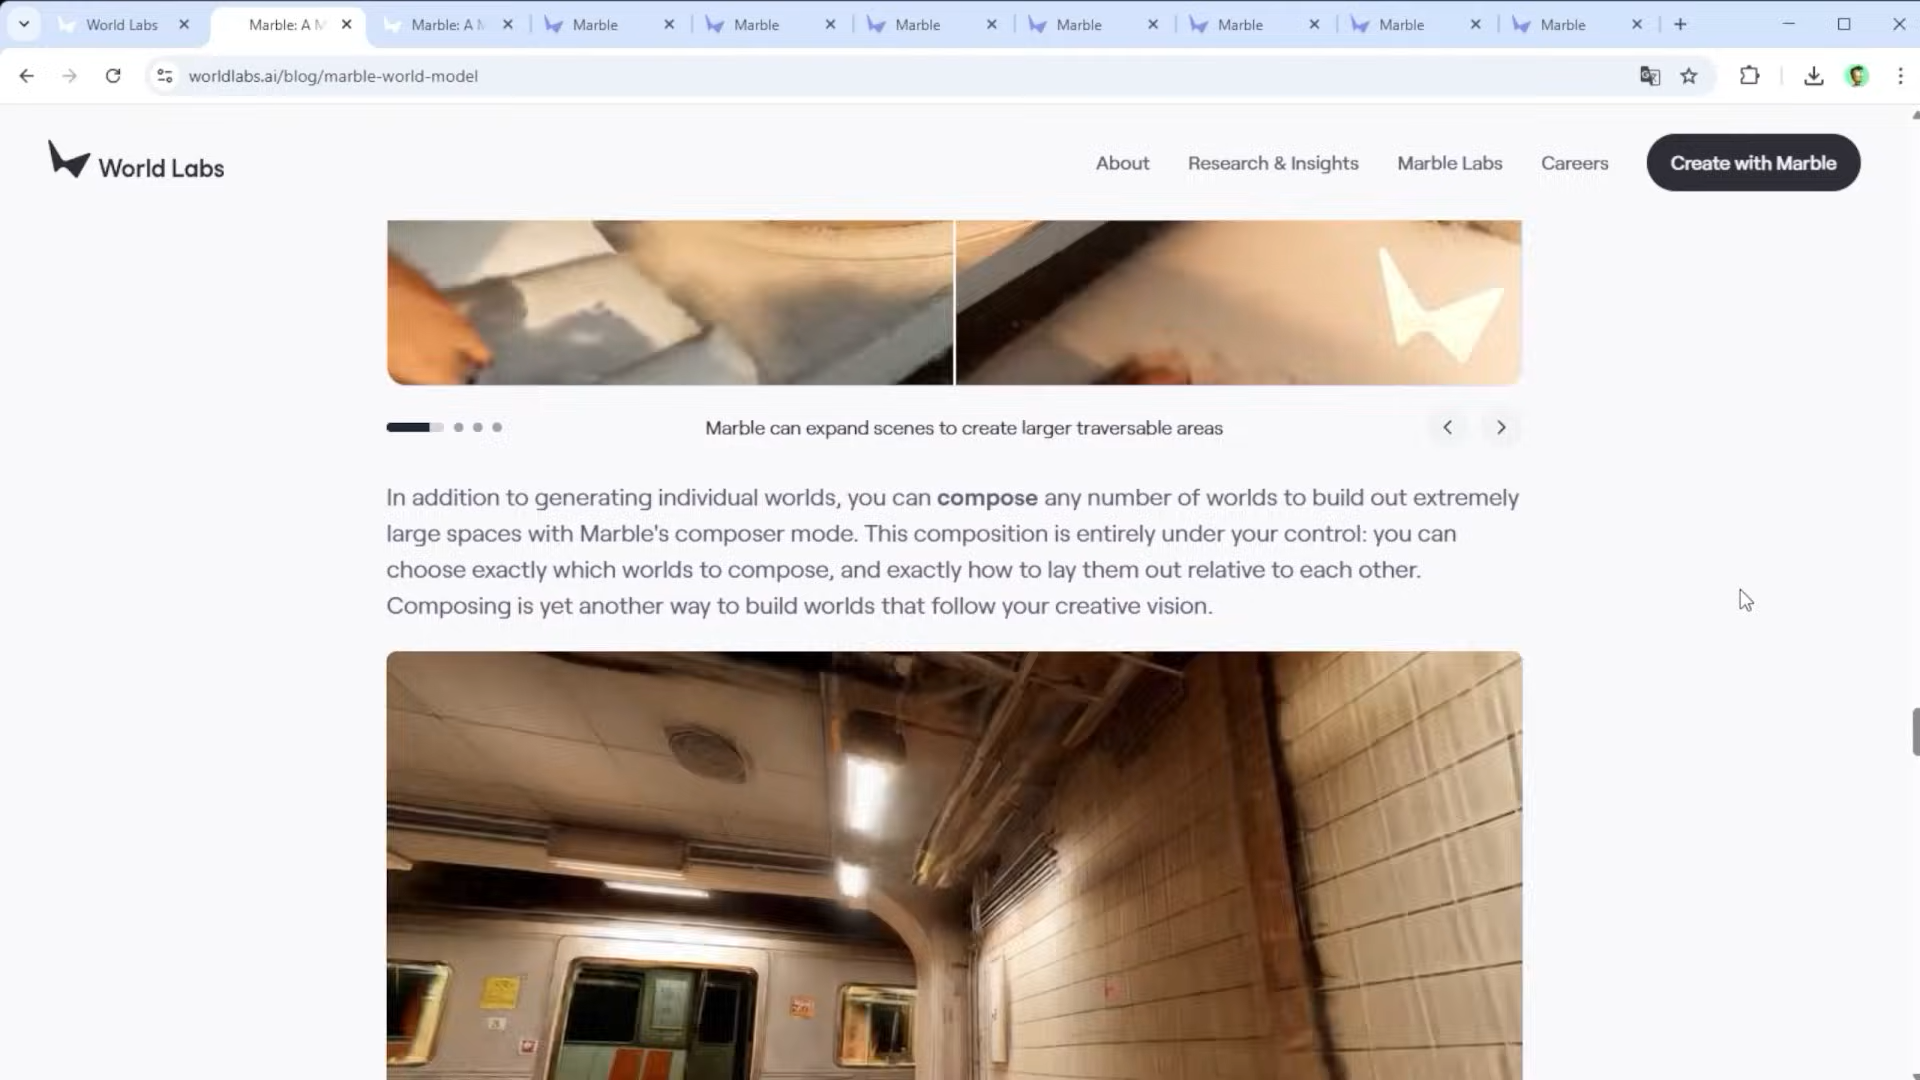 World Labs
Marble: A M
Marble: A M
Marble
Marble
Marble
Marble
Marble
Marble
Marble
worldlabs.ai/blog/marble-world-model
World Labs
About
Research & Insights
Marble Labs
Careers
Create with Marble
Marble can expand scenes to create larger traversable areas
In addition to generating individual worlds, you can compose any number of worlds to build out extremely
large spaces with Marble's composer mode. This composition is entirely under your control: you can
choose exactly which worlds to compose, and exactly how to lay them out relative to each other.
Composing is yet another way to build worlds that follow your creative vision.